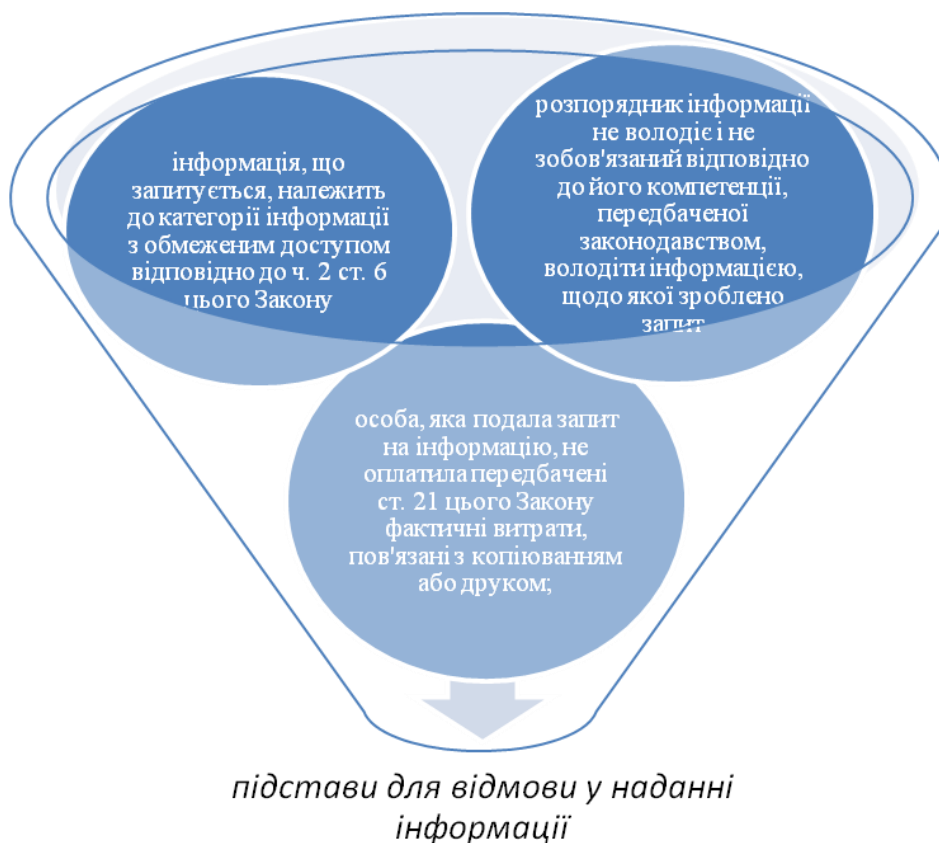 інформація, що
запитується, належить
до категорії інформації
з обмеженим доступом
відповідно до ч. 2 ст. 6
цього Закону
розпорядник інформації
не володіє і не
зобов'язаний відповідно
до його компетенції,
передбаченої
законодавством,
володіти інформацією,
щодо якої зроблено
запит
особа, яка подала запит
на інформацію, не
оплатила передбачені
ст. 21 цього Закону
фактичні витрати,
пов'язані з копіюванням
або друком;
підстави для відмови у наданні
інформації